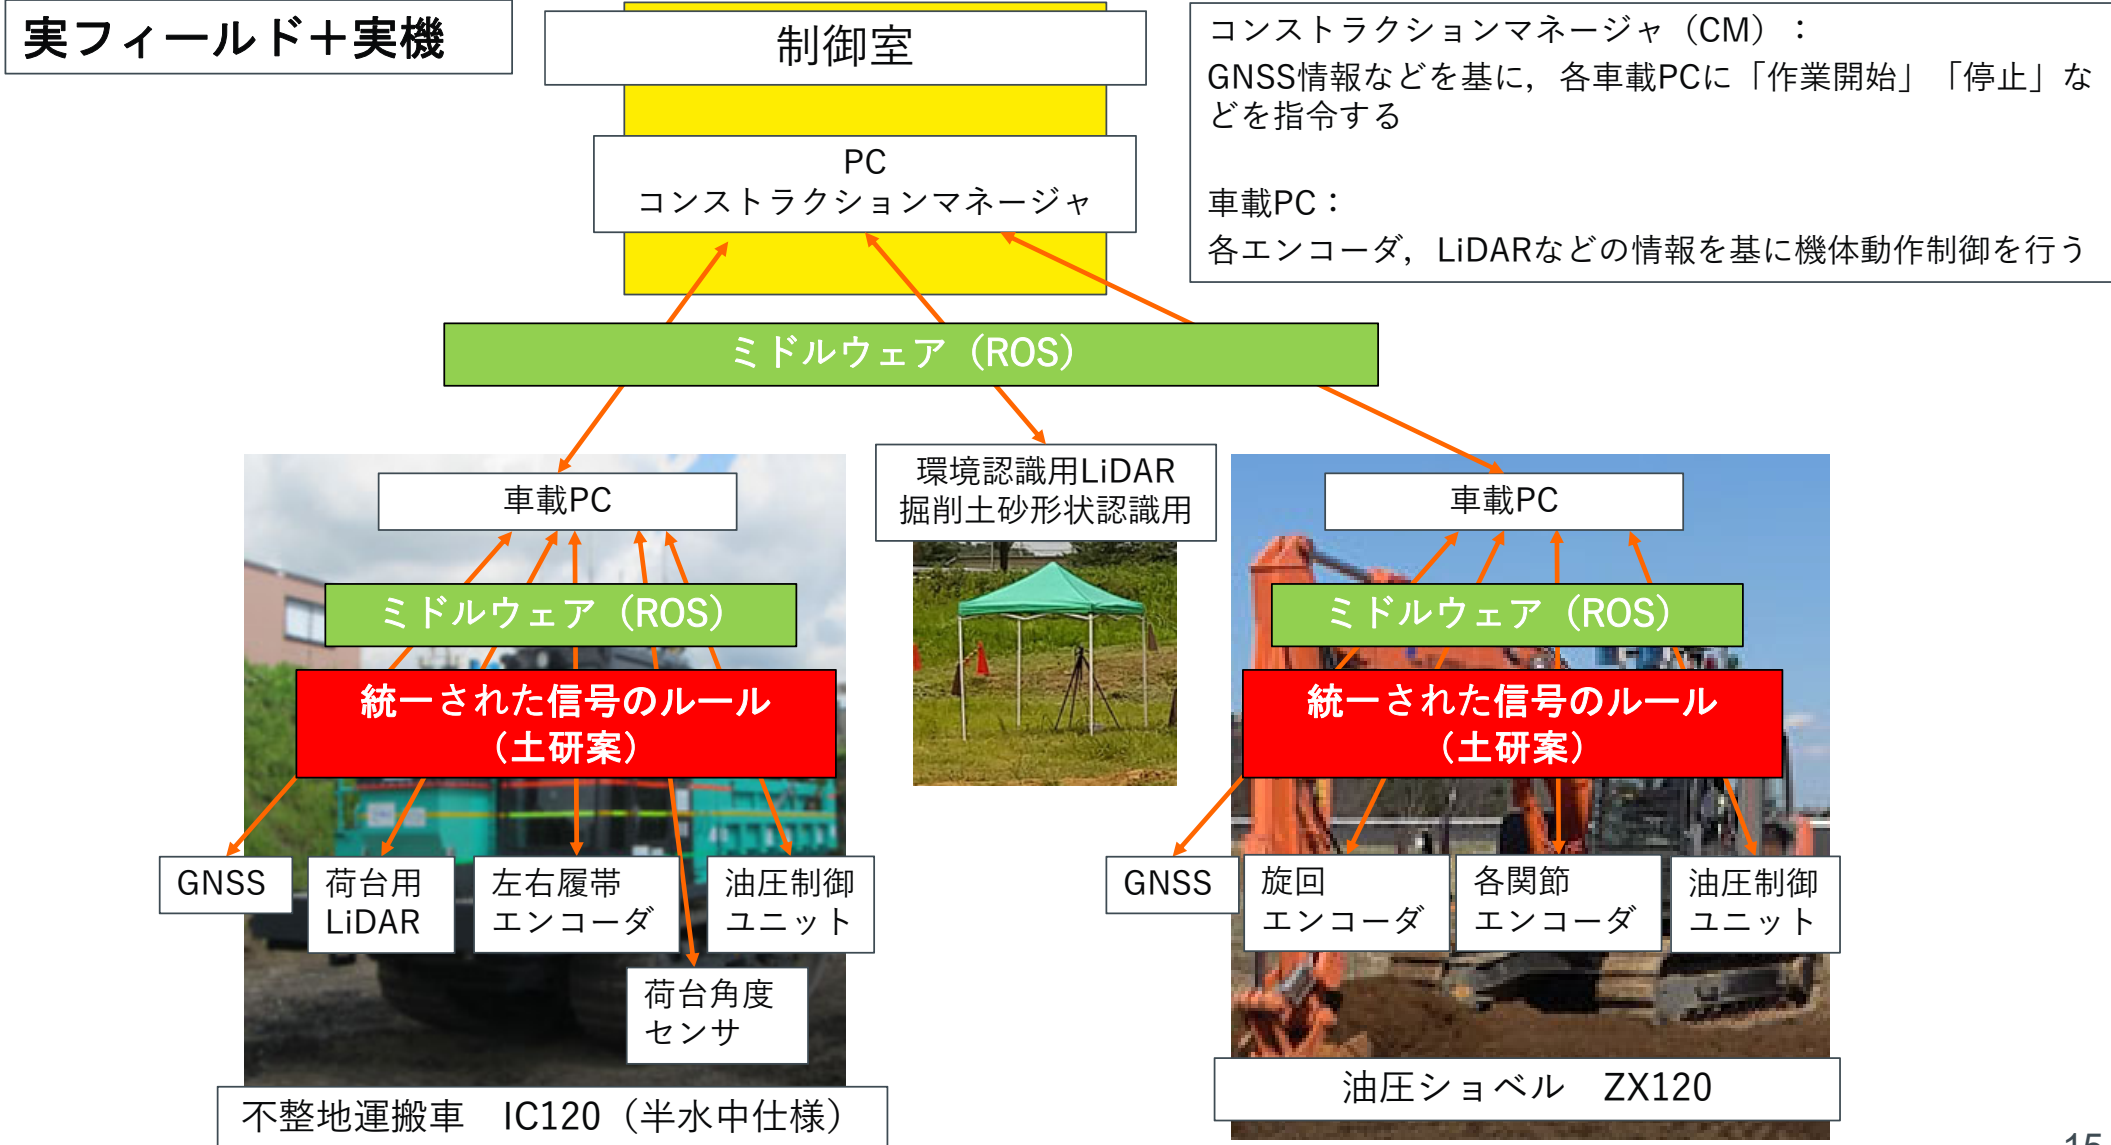 実フィールド＋実機
制御室
コンストラクションマネージャ（CM）：
GNSS情報などを基に，各車載PCに「作業開始」「停止」な
どを指令する
車載PC：
各エンコーダ，LiDARなどの情報を基に機体動作制御を行う
PC
コンストラクションマネージャ
ミドルウェア（ROS）
車載PC
環境認識用LiDAR
掘削土砂形状認識用
車載PC
ミドルウェア（ROS）
ミドルウェア（ROS）
統一された信号のルール
（土研案）
統一された信号のルール
（土研案）
GNSS
荷台用
LiDAR
左右履帯
エンコーダ
油圧制御
ユニット
荷台角度
センサ
GNSS
旋回
エンコーダ
各関節
エンコーダ
油圧制御
ユニット
不整地運搬車　IC120（半水中仕様）
油圧ショベル　ZX120
15